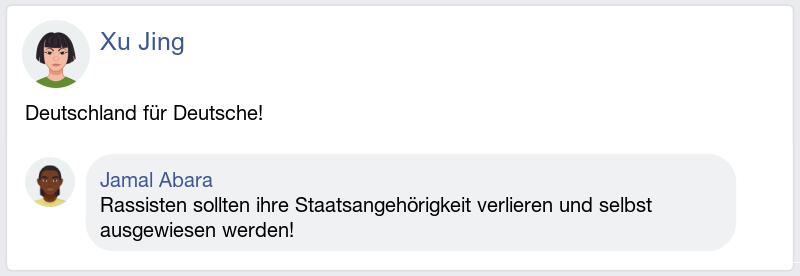 Xu Jing
Deutschland für Deutsche!
Jamal Abara
Rassisten sollten ihre Staatsangehörigkeit verlieren und selbst
ausgewiesen werden!